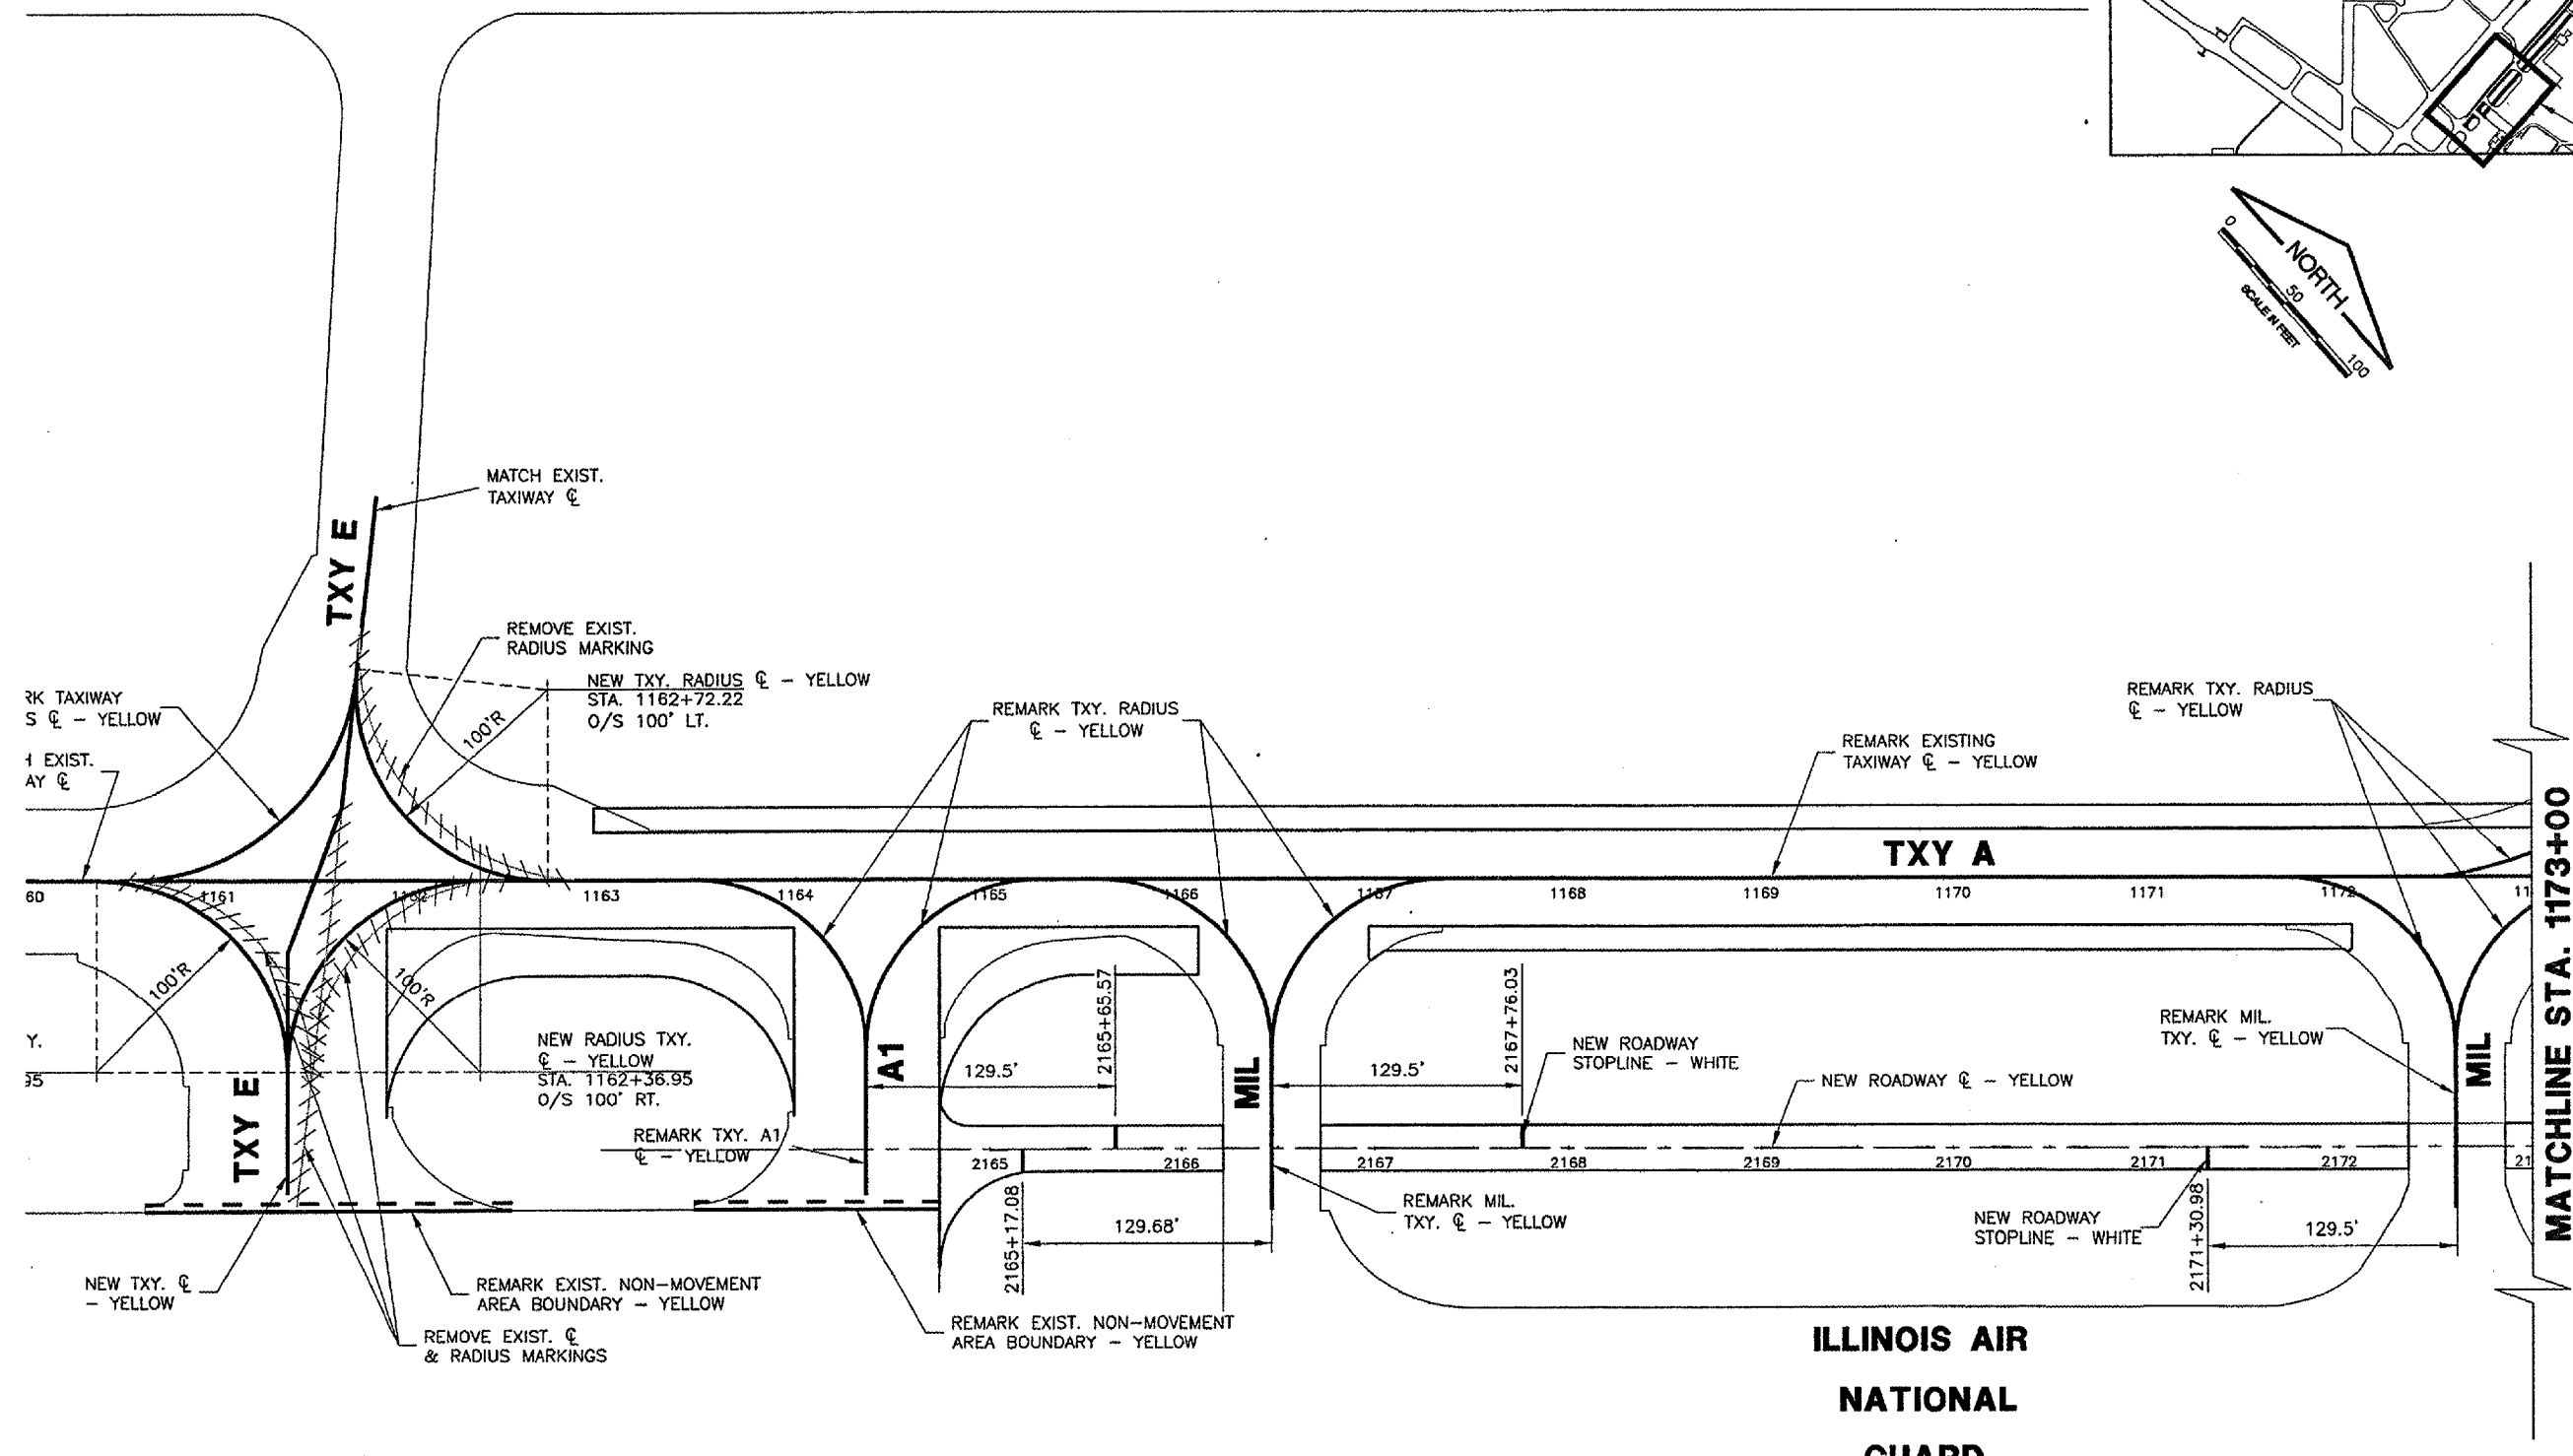 0
50
100
NORTH
SCALE IN FEET
MATCH EXIST.
TAXIWAY ℄
TXY E
REMOVE EXIST.
RADIUS MARKING
NEW TXY. RADIUS ℄ - YELLOW
STA. 1162+72.22
O/S 100' LT.
100'R
RK TAXIWAY
S ℄ - YELLOW
EXIST.
AY ℄
REMARK TXY. RADIUS
℄ - YELLOW
REMARK TXY. RADIUS
℄ - YELLOW
REMARK EXISTING
TAXIWAY ℄ - YELLOW
TXY A
MATCHLINE STA. 1173+00
60
1161
1162
1163
1164
1165
1166
1167
1168
1169
1170
1171
1172
11
100'R
100'R
Y.
95
NEW RADIUS TXY.
℄ - YELLOW
STA. 1162+36.95
O/S 100' RT.
TXY E
A1
129.5'
2165+65.57
MIL
129.5'
2167+76.03
NEW ROADWAY
STOPLINE - WHITE
NEW ROADWAY ℄ - YELLOW
REMARK MIL.
TXY. ℄ - YELLOW
MIL
REMARK TXY. A1
℄ - YELLOW
2165
2166
2167
2168
2169
2170
2171
2172
21
2165+17.08
129.68'
REMARK MIL.
TXY. ℄ - YELLOW
NEW ROADWAY
STOPLINE - WHITE
2171+30.98
129.5'
NEW TXY. ℄
- YELLOW
REMARK EXIST. NON-MOVEMENT
AREA BOUNDARY - YELLOW
REMOVE EXIST. ℄
& RADIUS MARKINGS
REMARK EXIST. NON-MOVEMENT
AREA BOUNDARY - YELLOW
ILLINOIS AIR
NATIONAL
GUARD